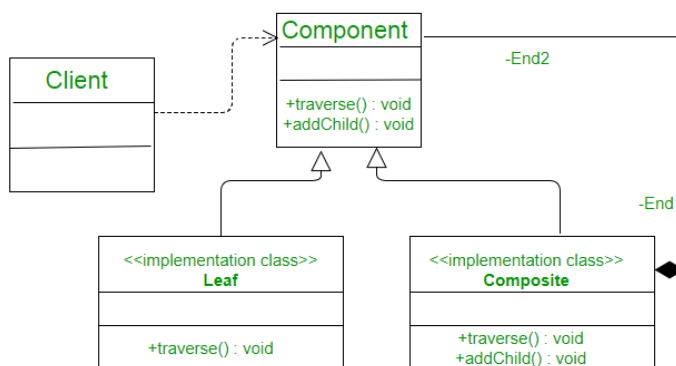 Component
-End2
Client
+traverse() : void
+addChild() : void
-End
<<implementation class>>
Leaf
<<implementation class>>
Composite
+traverse() : void
+traverse() : void
+addChild() : void